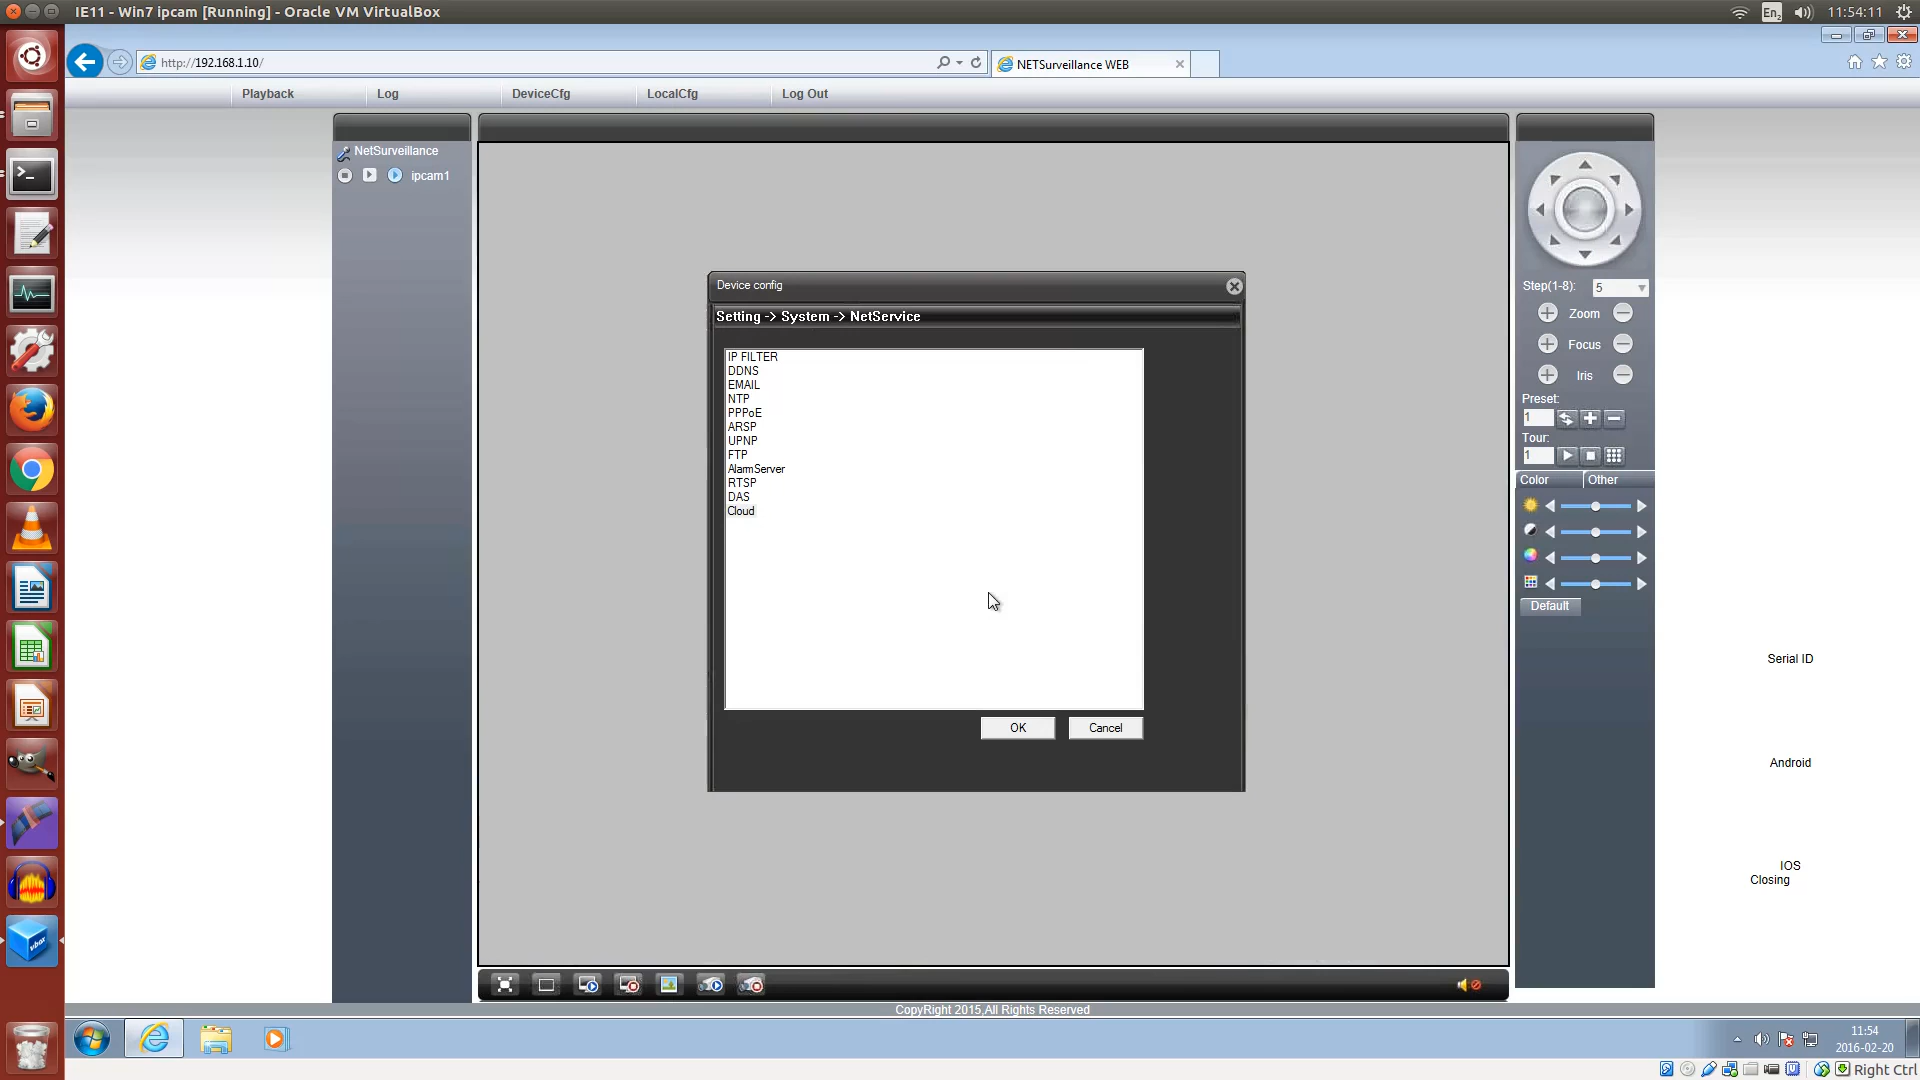 IE11 - Win7 ipcam [Running] - Oracle VM VirtualBox
En2
11:54:11
http://192.168.1.10/
NETSurveillance WEB
Playback
Log
DeviceCfg
LocalCfg
Log Out
NetSurveillance
ipcam1
Device config
Setting -> System -> NetService
IP FILTER
DDNS
EMAIL
NTP
PPPoE
ARSP
UPNP
FTP
AlarmServer
RTSP
DAS
Cloud
OK
Cancel
Step(1-8):
5
Zoom
Focus
Iris
Preset:
1
Tour:
1
Color
Other
Default
Serial ID
Android
IOS
Closing
CopyRight 2015,All Rights Reserved
vbox
11:54
2016-02-20
Right Ctrl